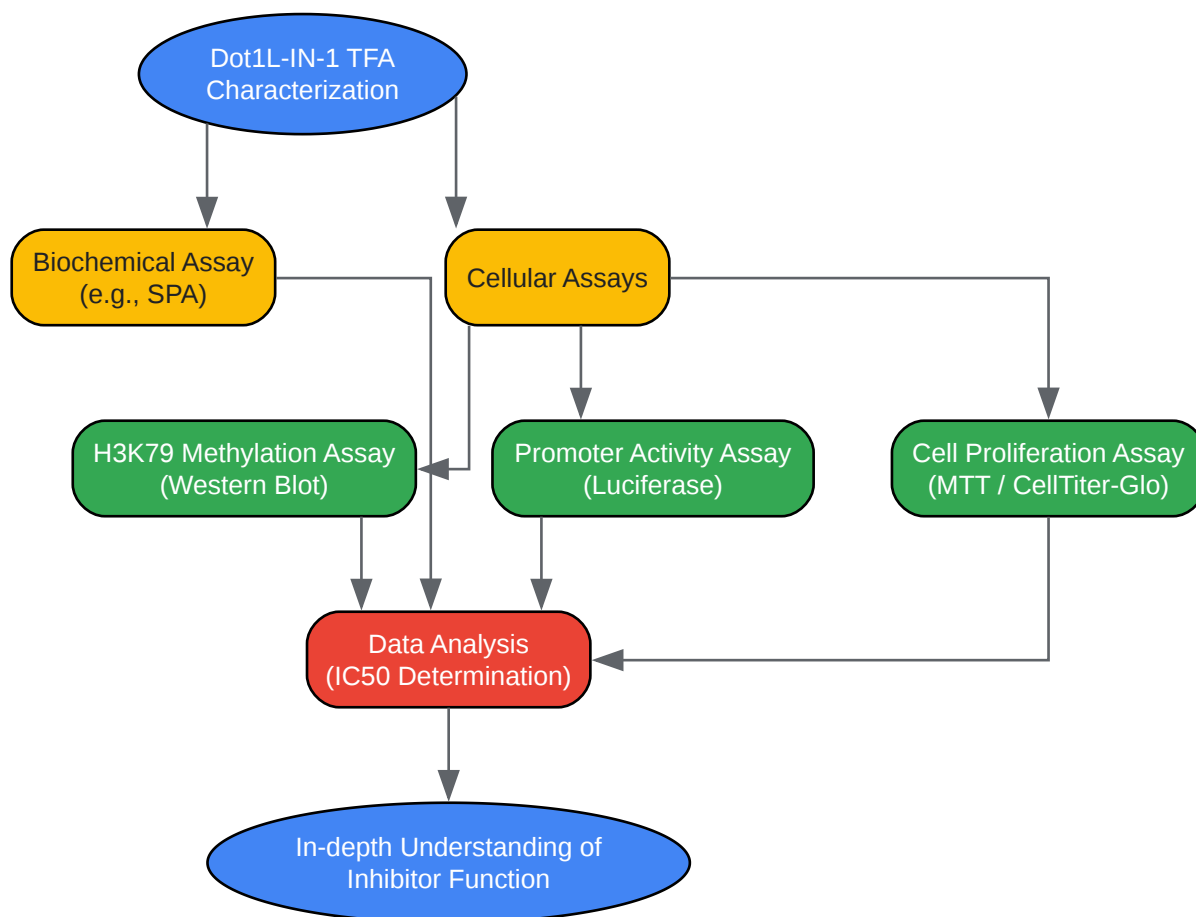 Dot1L-IN-1 TFA
Characterization
Biochemical Assay
(e.g., SPA)
Cellular Assays
H3K79 Methylation Assay
(Western Blot)
Promoter Activity Assay
(Luciferase)
Cell Proliferation Assay
(MTT / CellTiter-Glo)
Data Analysis
(IC50 Determination)
In-depth Understanding of
Inhibitor Function